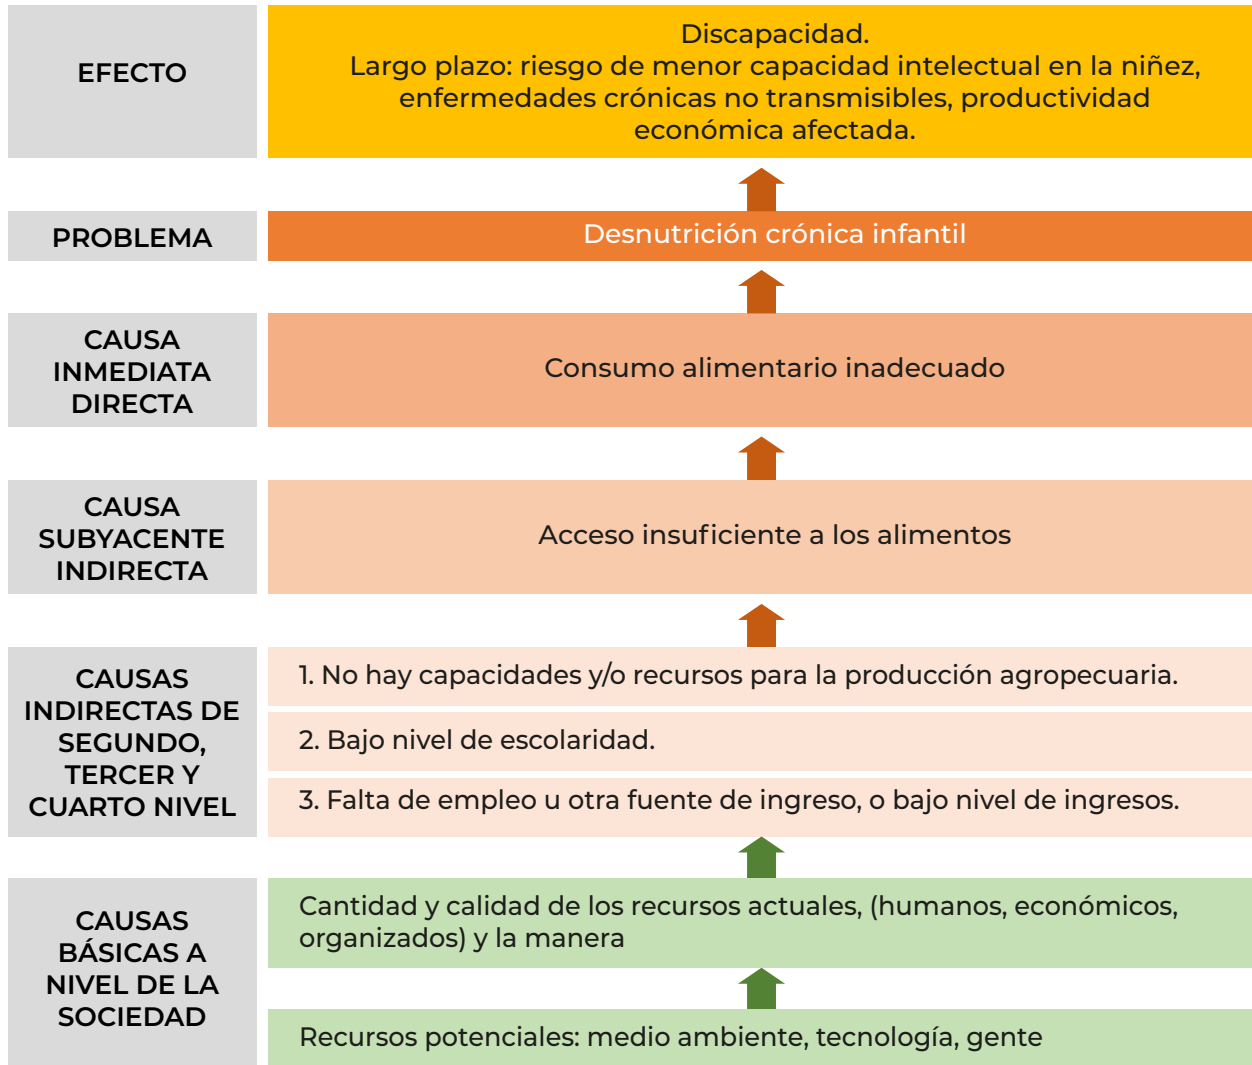 EFECTO
Discapacidad.
Largo plazo: riesgo de menor capacidad intelectual en la niñez,
enfermedades crónicas no transmisibles, productividad
económica afectada.
PROBLEMA
Desnutrición crónica infantil
CAUSA
INMEDIATA
DIRECTA
Consumo alimentario inadecuado
CAUSA
SUBYACENTE
INDIRECTA
Acceso insuficiente a los alimentos
CAUSAS
INDIRECTAS DE
SEGUNDO,
TERCER Y
CUARTO NIVEL
1. No hay capacidades y/o recursos para la producción agropecuaria.
2. Bajo nivel de escolaridad.
3. Falta de empleo u otra fuente de ingreso, o bajo nivel de ingresos.
CAUSAS
BÁSICAS A
NIVEL DE LA
SOCIEDAD
Cantidad y calidad de los recursos actuales, (humanos, económicos,
organizados) y la manera
Recursos potenciales: medio ambiente, tecnología, gente